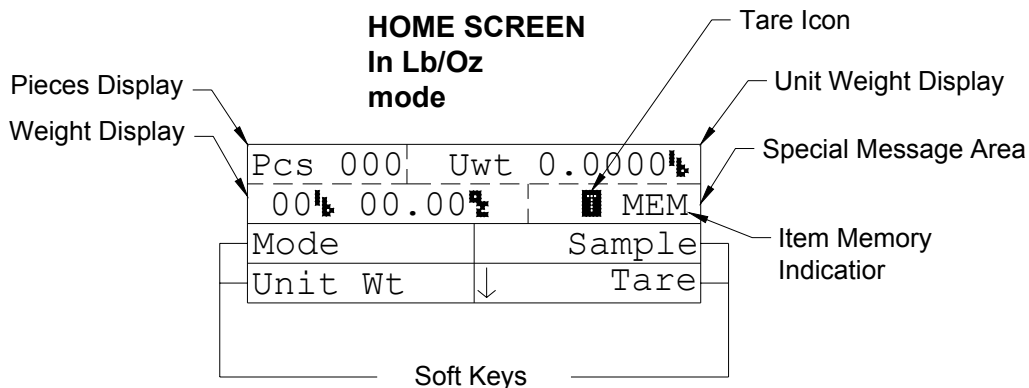 HOME SCREEN
In Lb/Oz
mode
Tare Icon
Pieces Display
Unit Weight Display
Weight Display
Special Message Area
Pcs 000 Uwt 0.0000lb
00lb 00.00oz T MEM
Item Memory
Indicatior
Mode Sample
Unit Wt ↓ Tare
Soft Keys